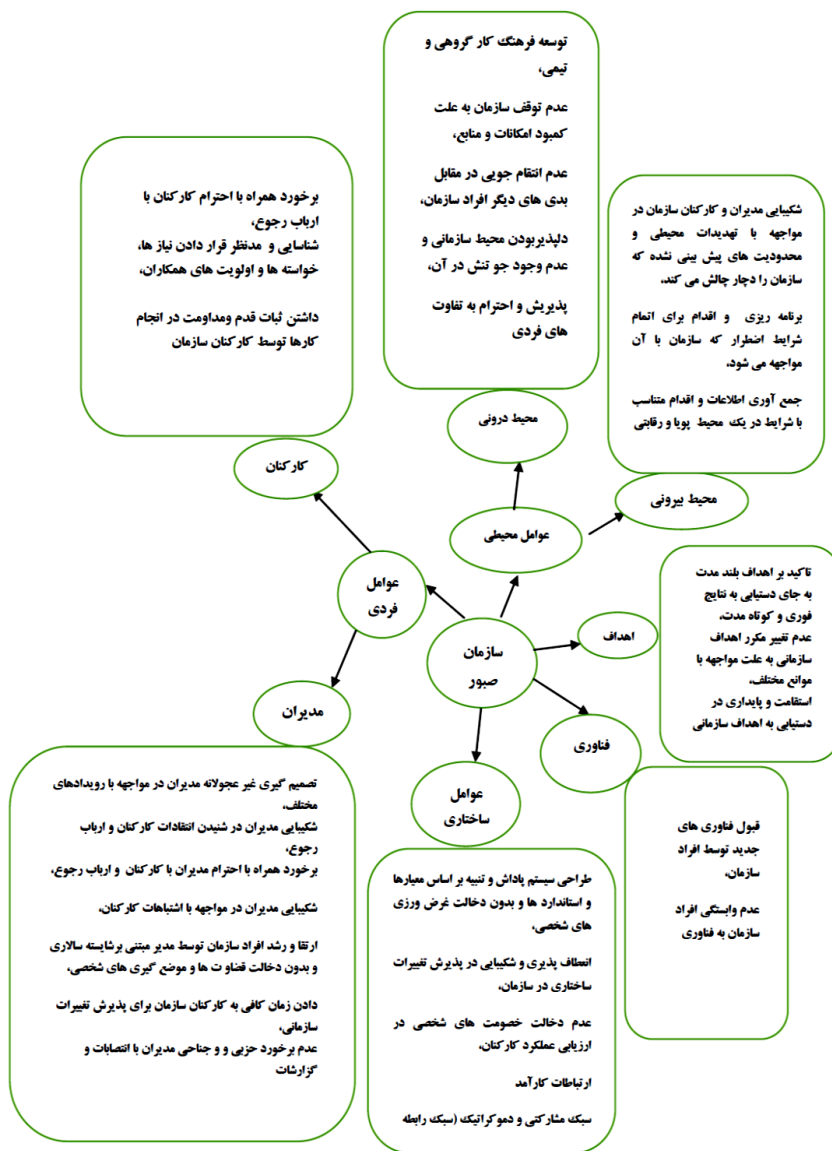 توسعه فرهنگ کار گروهی و
تیمی،
عدم توقف سازمان به علت
کمبود امکانات و منابع،
عدم انتقام جویی در مقابل
بدی های دیگر افراد سازمان،
دلپذیربودن محیط سازمانی و
عدم وجود جو تنش در آن،
پذیرش و احترام به تفاوت
های فردی
محیط درونی
شکیبایی مدیران و کارکنان سازمان در
مواجهه با تهدیدات محیطی و
محدودیت های پیش بینی نشده که
سازمان را دچار چالش می کند،
برنامه ریزی و اقدام برای اتمام
شرایط اضطرار که سازمان با آن
مواجهه می شود،
جمع آوری اطلاعات و اقدام متناسب
با شرایط در یک محیط پویا و رقابتی
محیط بیرونی
برخورد همراه با احترام کارکنان با
ارباب رجوع،
شناسایی و مدنظر قرار دادن نیاز ها،
خواسته ها و اولویت های همکاران،
داشتن ثبات قدم ومداومت در انجام
کارها توسط کارکنان سازمان
کارکنان
عوامل محیطی
عوامل
فردی
سازمان
صبور
اهداف
تاکید بر اهداف بلند مدت
به جای دستیابی به نتایج
فوری و کوتاه مدت،
عدم تغییر مکرر اهداف
سازمانی به علت مواجهه با
موانع مختلف،
استقامت و پایداری در
دستیابی به اهداف سازمانی
مدیران
فناوری
عوامل
ساختاری
قبول فناوری های
جدید توسط افراد
سازمان،
عدم وابستگی افراد
سازمان به فناوری
طراحی سیستم پاداش و تنبیه بر اساس معیارها
و استاندارد ها و بدون دخالت غرض ورزی
های شخصی،
انعطاف پذیری و شکیبایی در پذیرش تغییرات
ساختاری در سازمان،
عدم دخالت خصومت های شخصی در
ارزیابی عملکرد کارکنان،
ارتباطات کارآمد
سبک مشارکتی و دموکراتیک (سبک رابطه
تصمیم گیری غیر عجولانه مدیران در مواجهه با رویدادهای
مختلف،
شکیبایی مدیران در شنیدن انتقادات کارکنان و ارباب
رجوع،
برخورد همراه با احترام مدیران با کارکنان و ارباب رجوع،
شکیبایی مدیران در مواجهه با اشتباهات کارکنان،
ارتقا و رشد افراد سازمان توسط مدیر مبتنی برشایسته سالاری
و بدون دخالت قضاو ت ها و موضع گیری های شخصی،
دادن زمان کافی به کارکنان سازمان برای پذیرش تغییرات
سازمانی،
عدم برخورد حزبی و و جناحی مدیران با انتصابات و
گزارشات